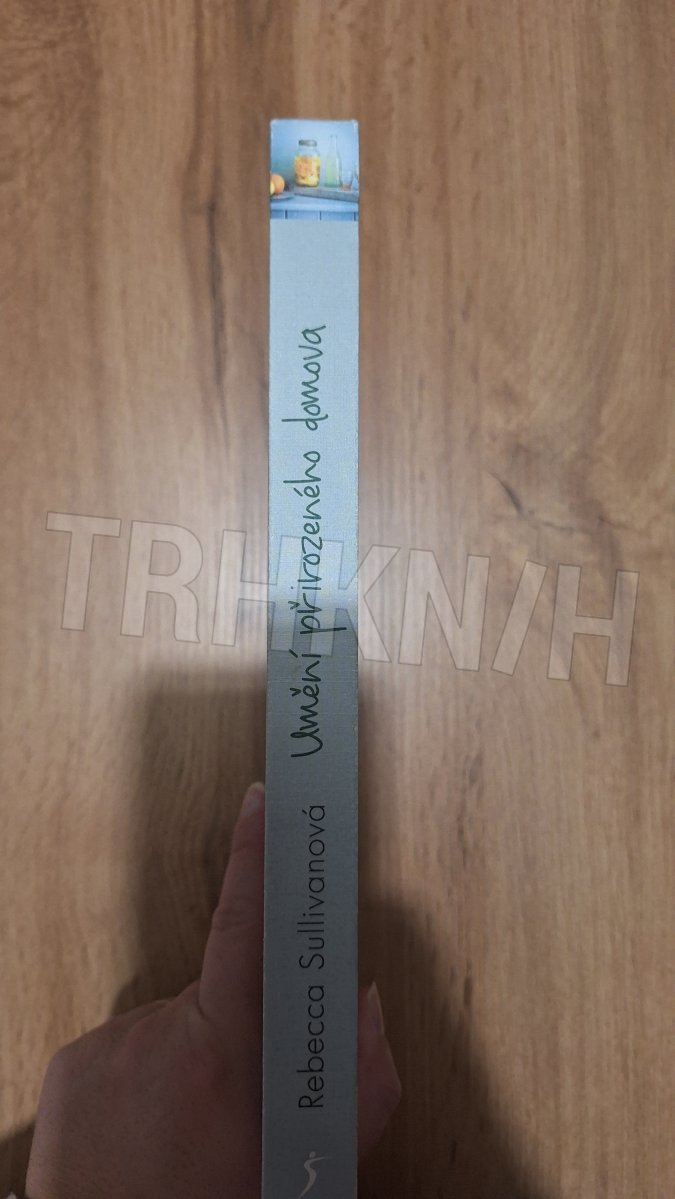 Rebecca Sullivanová Umění přirozeného domova
TRHKNIH